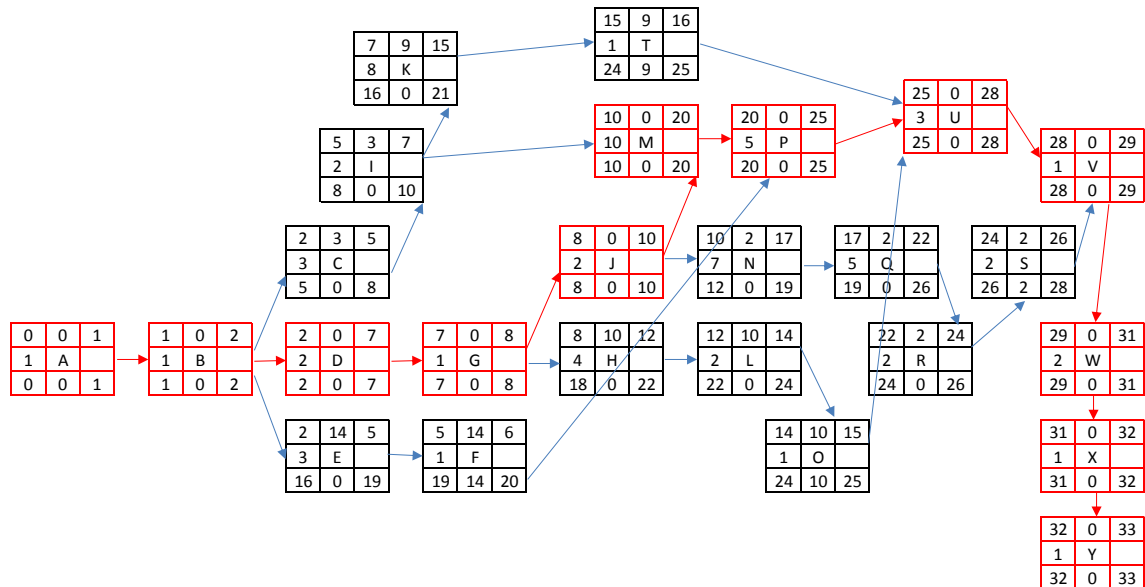 15 9 16
1 T
24 9 25
7 9 15
8 K
16 0 21
25 0 28
3 U
25 0 28
10 0 20
10 M
10 0 20
20 0 25
5 P
20 0 25
5 3 7
2 I
8 0 10
28 0 29
1 V
28 0 29
2 3 5
3 C
5 0 8
8 0 10
2 J
8 0 10
10 2 17
7 N
12 0 19
17 2 22
5 Q
19 0 26
24 2 26
2 S
26 2 28
0 0 1
1 A
0 0 1
1 0 2
1 B
1 0 2
2 0 7
2 D
2 0 7
7 0 8
1 G
7 0 8
8 10 12
4 H
18 0 22
12 10 14
2 L
22 0 24
22 2 24
2 R
24 0 26
29 0 31
2 W
29 0 31
2 14 5
3 E
16 0 19
5 14 6
1 F
19 14 20
14 10 15
1 O
24 10 25
31 0 32
1 X
31 0 32
32 0 33
1 Y
32 0 33